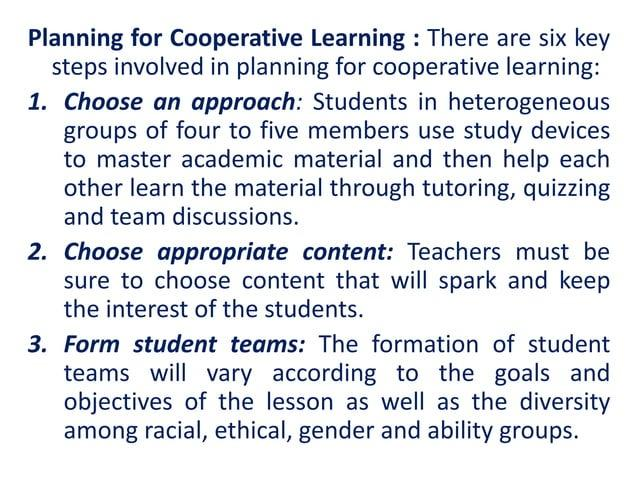 Planning for Cooperative Learning : There are six key
steps involved in planning for cooperative learning:
1. Choose an approach: Students in heterogeneous
groups of four to five members use study devices
to master academic material and then help each
other learn the material through tutoring, quizzing
and team discussions.
2. Choose appropriate content: Teachers must be
sure to choose content that will spark and keep
the interest of the students.
3. Form student teams: The formation of student
teams will vary according to the goals and
objectives of the lesson as well as the diversity
among racial, ethical, gender and ability groups.